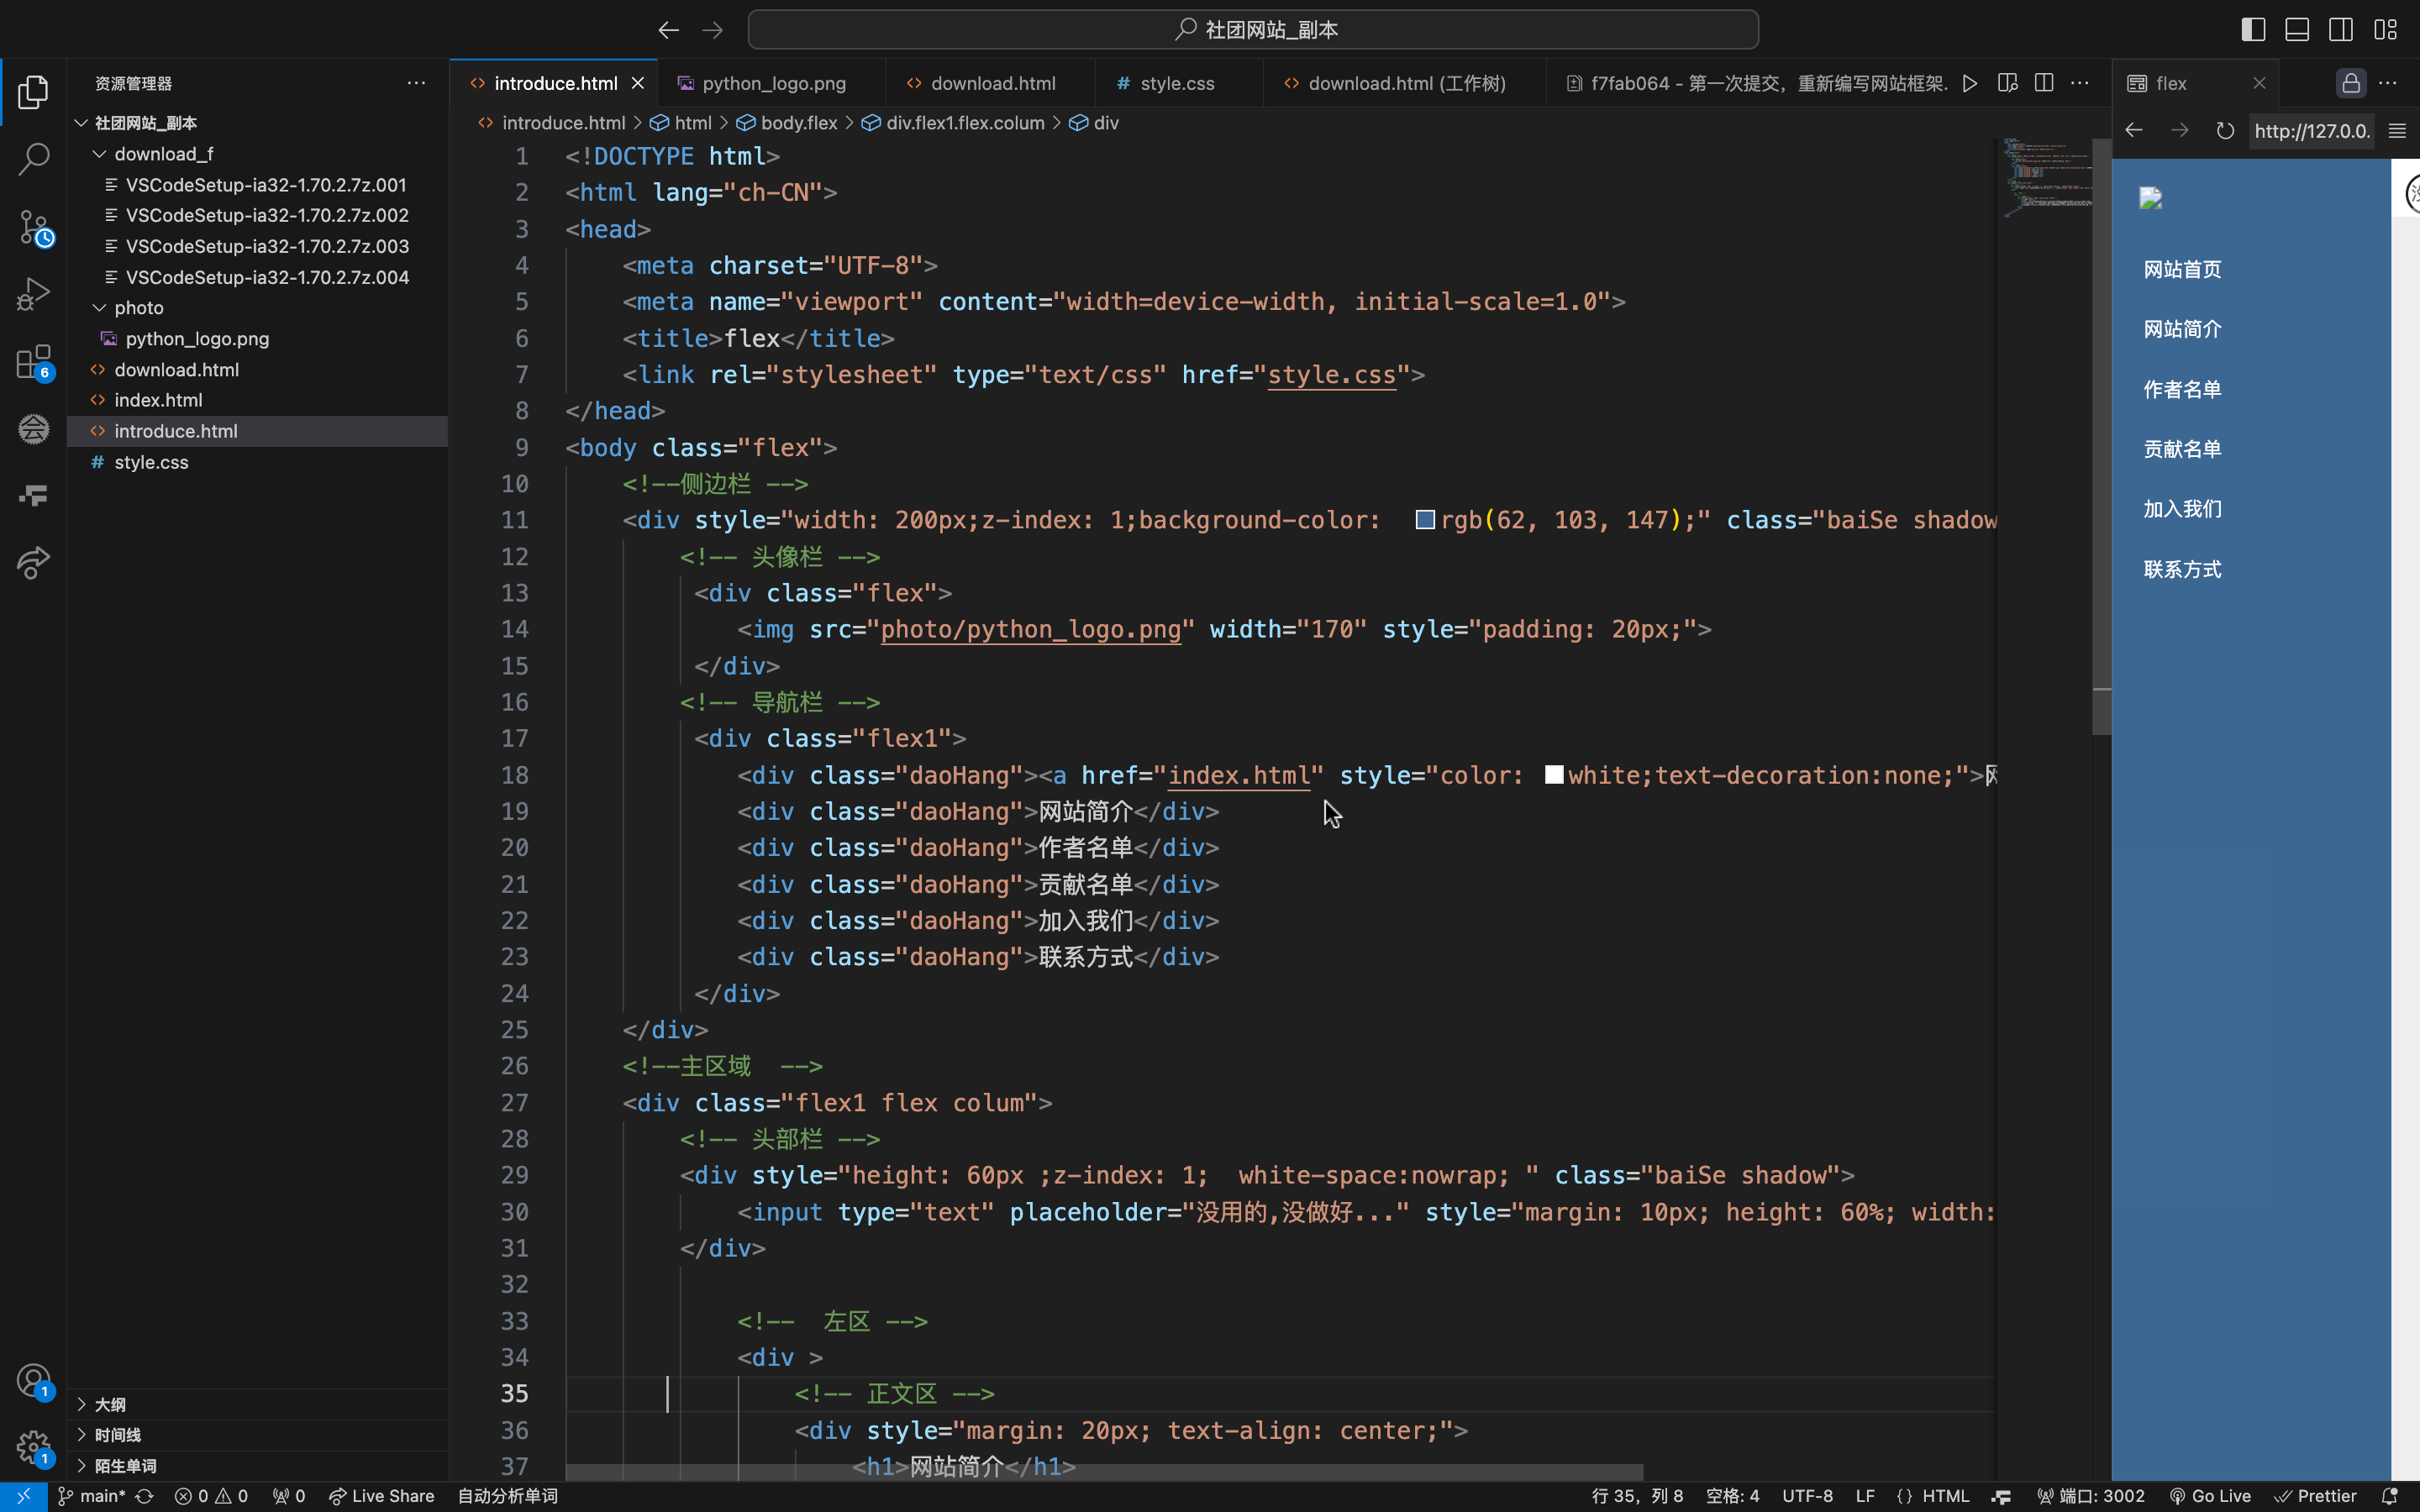 社团网站_副本
资源管理器
社团网站_副本
download_f
VSCodeSetup-ia32-1.70.2.7z.001
VSCodeSetup-ia32-1.70.2.7z.002
VSCodeSetup-ia32-1.70.2.7z.003
VSCodeSetup-ia32-1.70.2.7z.004
photo
python_logo.png
download.html
index.html
introduce.html
# style.css
6
1
1
大纲
时间线
陌生单词
introduce.html
python_logo.png
download.html
# style.css
download.html (工作树)
f7fab064 - 第一次提交，重新编写网站框架.
introduce.html > html > body.flex > div.flex1.flex.colum > div
1 <!DOCTYPE html>
2 <html lang="ch-CN">
3 <head>
4 <meta charset="UTF-8">
5 <meta name="viewport" content="width=device-width, initial-scale=1.0">
6 <title>flex</title>
7 <link rel="stylesheet" type="text/css" href="style.css">
8 </head>
9 <body class="flex">
10 <!--侧边栏 -->
11 <div style="width: 200px;z-index: 1;background-color: rgb(62, 103, 147);" class="baiSe shadow
12 <!-- 头像栏 -->
13 <div class="flex">
14 <img src="photo/python_logo.png" width="170" style="padding: 20px;">
15 </div>
16 <!-- 导航栏 -->
17 <div class="flex1">
18 <div class="daoHang"><a href="index.html" style="color: white;text-decoration:none;">
19 <div class="daoHang">网站简介</div>
20 <div class="daoHang">作者名单</div>
21 <div class="daoHang">贡献名单</div>
22 <div class="daoHang">加入我们</div>
23 <div class="daoHang">联系方式</div>
24 </div>
25 </div>
26 <!--主区域  -->
27 <div class="flex1 flex colum">
28 <!-- 头部栏 -->
29 <div style="height: 60px ;z-index: 1;  white-space:nowrap; " class="baiSe shadow">
30 <input type="text" placeholder="没用的,没做好..." style="margin: 10px; height: 60%; width:
31 </div>
32
33 <!--  左区 -->
34 <div >
35 <!-- 正文区 -->
36 <div style="margin: 20px; text-align: center;">
37 <h1>网站简介</h1>
flex
http://127.0.0.
网站首页
网站简介
作者名单
贡献名单
加入我们
联系方式
main* 0 0 0 Live Share 自动分析单词 行 35，列 8 空格: 4 UTF-8 LF {} HTML 端口: 3002 Go Live Prettier